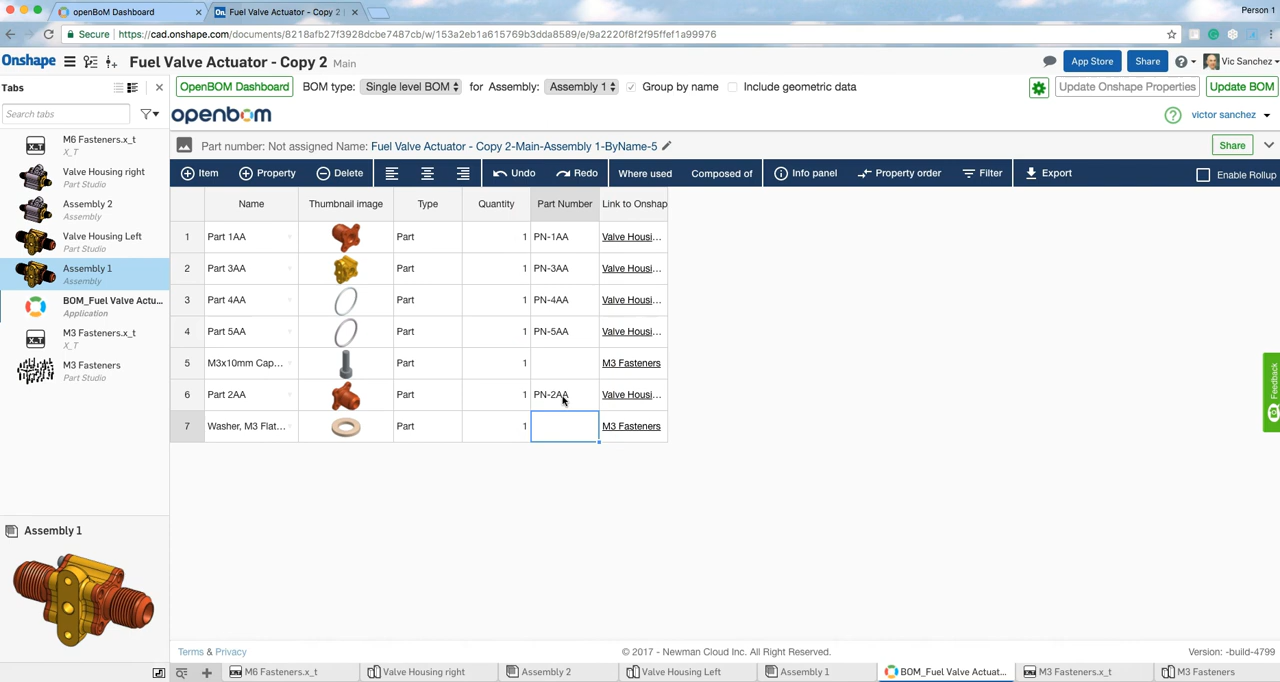 openBoM Dashboard
Fuel Valve Actuator - Copy 2
Person 1
Secure
https://cad.onshape.com/documents/8218afb27f3928dcbe7487cb/w/153a2eb1a615769b3dda8589/e/9a2220f8f2f95ffef1a99976
Onshape
Fuel Valve Actuator - Copy 2 Main
App Store
Share
Vic Sanchez
Tabs
OpenBOM Dashboard
BOM type:
Single level BOM
for Assembly:
Assembly 1
Group by name
Include geometric data
Update Onshape Properties
Update BOM
Search tabs
openbom
victor sanchez
M6 Fasteners.x_t
X_T
Valve Housing right
Part Studio
Assembly 2
Assembly
Valve Housing Left
Part Studio
Assembly 1
Assembly
BOM_Fuel Valve Actu...
Application
M3 Fasteners.x_t
X_T
M3 Fasteners
Part Studio
Part number: Not assigned Name: Fuel Valve Actuator - Copy 2-Main-Assembly 1-ByName-5
Share
Item
Property
Delete
Undo
Redo
Where used
Composed of
Info panel
Property order
Filter
Export
Enable Rollup
Name Thumbnail image Type Quantity Part Number Link to Onshap
1 Part 1AA Part 1 PN-1AA Valve Housi...
2 Part 3AA Part 1 PN-3AA Valve Housi...
3 Part 4AA Part 1 PN-4AA Valve Housi...
4 Part 5AA Part 1 PN-5AA Valve Housi...
5 M3x10mm Cap... Part 1 M3 Fasteners
6 Part 2AA Part 1 PN-2AA Valve Housi...
7 Washer, M3 Flat... Part 1 M3 Fasteners
Feedback
Assembly 1
Terms & Privacy
© 2017 - Newman Cloud Inc. All Rights Reserved.
Version: -build-4799
M6 Fasteners.x_t
Valve Housing right
Assembly 2
Valve Housing Left
Assembly 1
BOM_Fuel Valve Actuat...
M3 Fasteners.x_t
M3 Fasteners